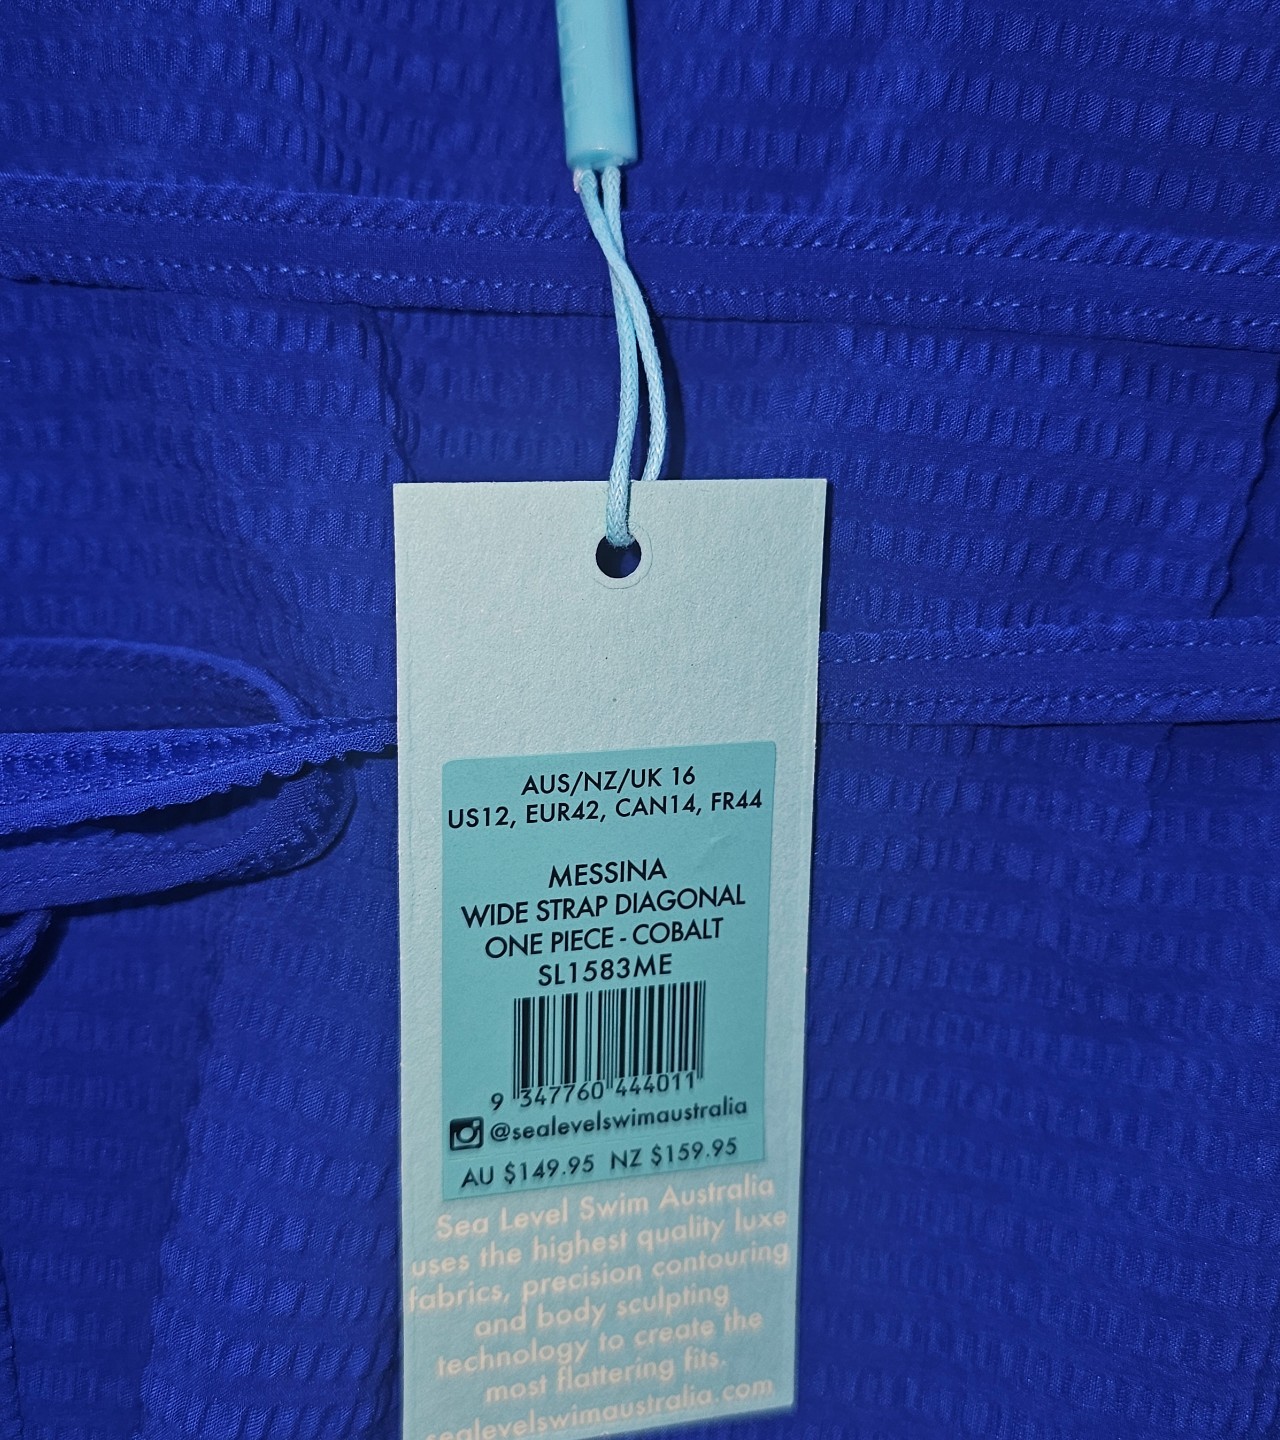 AUS/NZ/UK 16
US12, EUR42, CAN14, FR44
MESSINA
WIDE STRAP DIAGONAL
ONE PIECE - COBALT
SL1583ME
9 347760 444011
@sealevelswimaustralia
AU $149.95 NZ $159.95
Sea Level Swim Australia
uses the highest quality luxe
fabrics, precision contouring
and body sculpting
technology to create the
most flattering fits.
sealevelswimaustralia.com